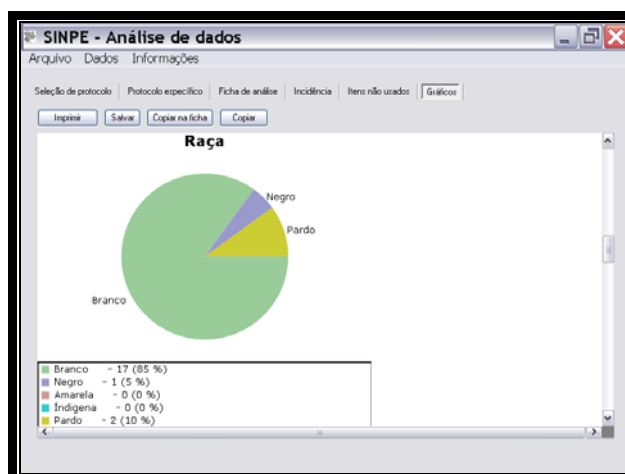 SINPE - Análise de dados
Arquivo Dados Informações
Seleção de protocolo Protocolo específico Ficha de análise Incidência Itens não usados Gráficos
Imprimir Salvar Copiar na ficha Copiar
Raça
Negro
Pardo
Branco
Branco - 17 (85 %)
Negro - 1 (5 %)
Amarela - 0 (0 %)
Índigena - 0 (0 %)
Pardo - 2 (10 %)